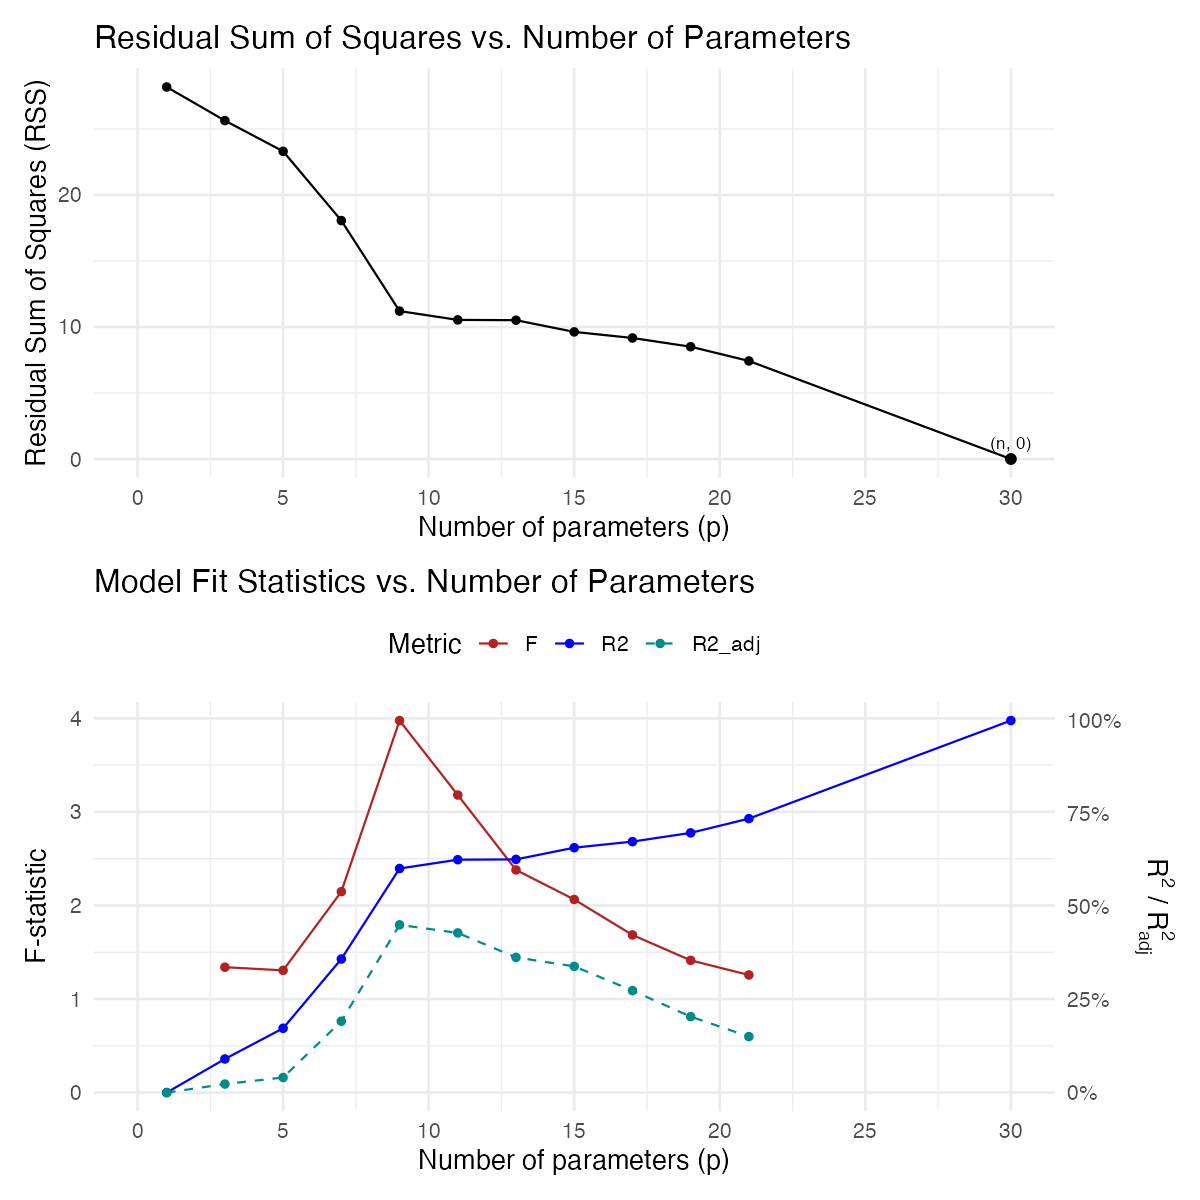 Residual Sum of Squares vs. Number of Parameters
Residual Sum of Squares (RSS)
20
10
0
(n, 0)
0 5 10 15 20 25 30
Number of parameters (p)
Model Fit Statistics vs. Number of Parameters
Metric F R2 R2_adj
F-statistic
4
3
2
1
0
100%
75%
50%
25%
0%
R² / R²adj
0 5 10 15 20 25 30
Number of parameters (p)